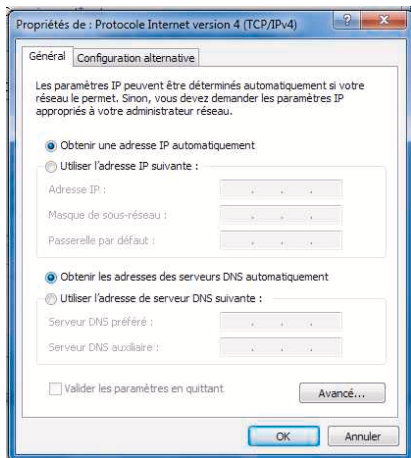 Propriétés de : Protocole Internet version 4 (TCP/IPv4)
Général
Configuration alternative
Les paramètres IP peuvent être déterminés automatiquement si votre
réseau le permet. Sinon, vous devez demander les paramètres IP
appropriés à votre administrateur réseau.
Obtenir une adresse IP automatiquement
Utiliser l'adresse IP suivante :
Adresse IP :
Masque de sous-réseau :
Passerelle par défaut :
Obtenir les adresses des serveurs DNS automatiquement
Utiliser l'adresse de serveur DNS suivante :
Serveur DNS préféré :
Serveur DNS auxiliaire :
Valider les paramètres en quittant
Avancé...
OK
Annuler